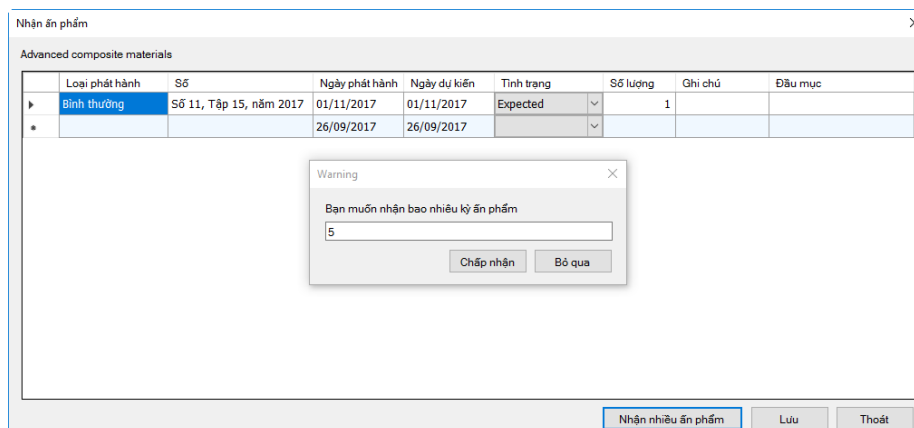 Nhận ấn phẩm
Advanced composite materials
Loại phát hành Số Ngày phát hành Ngày dự kiến Tình trạng Số lượng Ghi chú Đầu mục
Bình thường Số 11, Tập 15, năm 2017 01/11/2017 01/11/2017 Expected 1
26/09/2017 26/09/2017
Warning
Bạn muốn nhận bao nhiêu kỳ ấn phẩm
5
Chấp nhận Bỏ qua
Nhận nhiều ấn phẩm Lưu Thoát